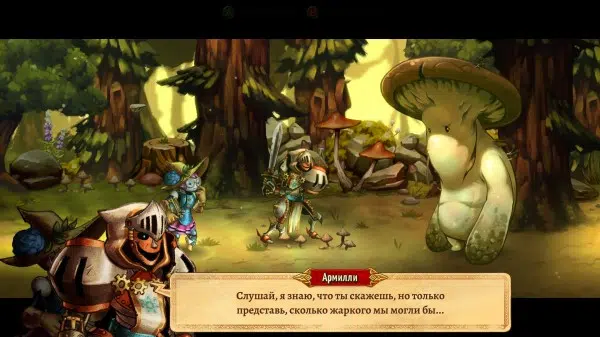 Армилли
Слушай, я знаю, что ты скажешь, но только
представь, сколько жаркого мы могли бы...